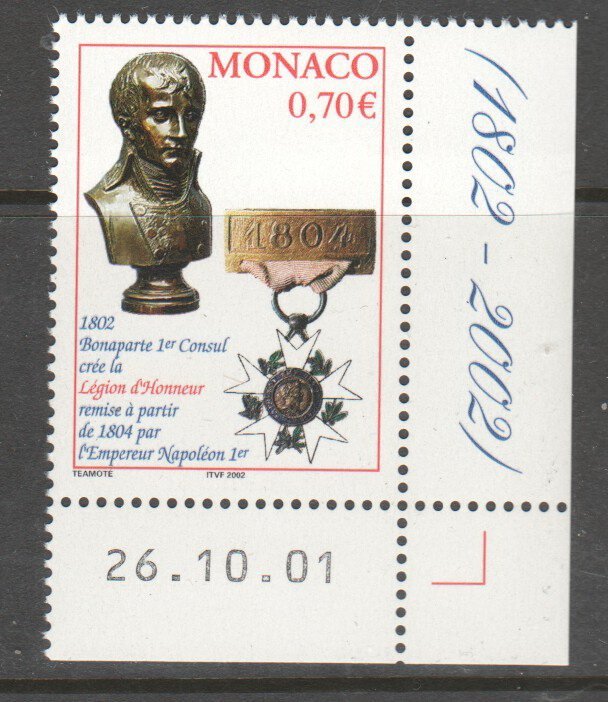 MONACO
0,70€
1804
1802
Bonaparte 1er Consul
crée la
Légion d'Honneur
remise à partir
de 1804 par
l'Empereur Napoléon 1er
TEAMOTE
ITVF 2002
(1802 - 2002)
26.10.01